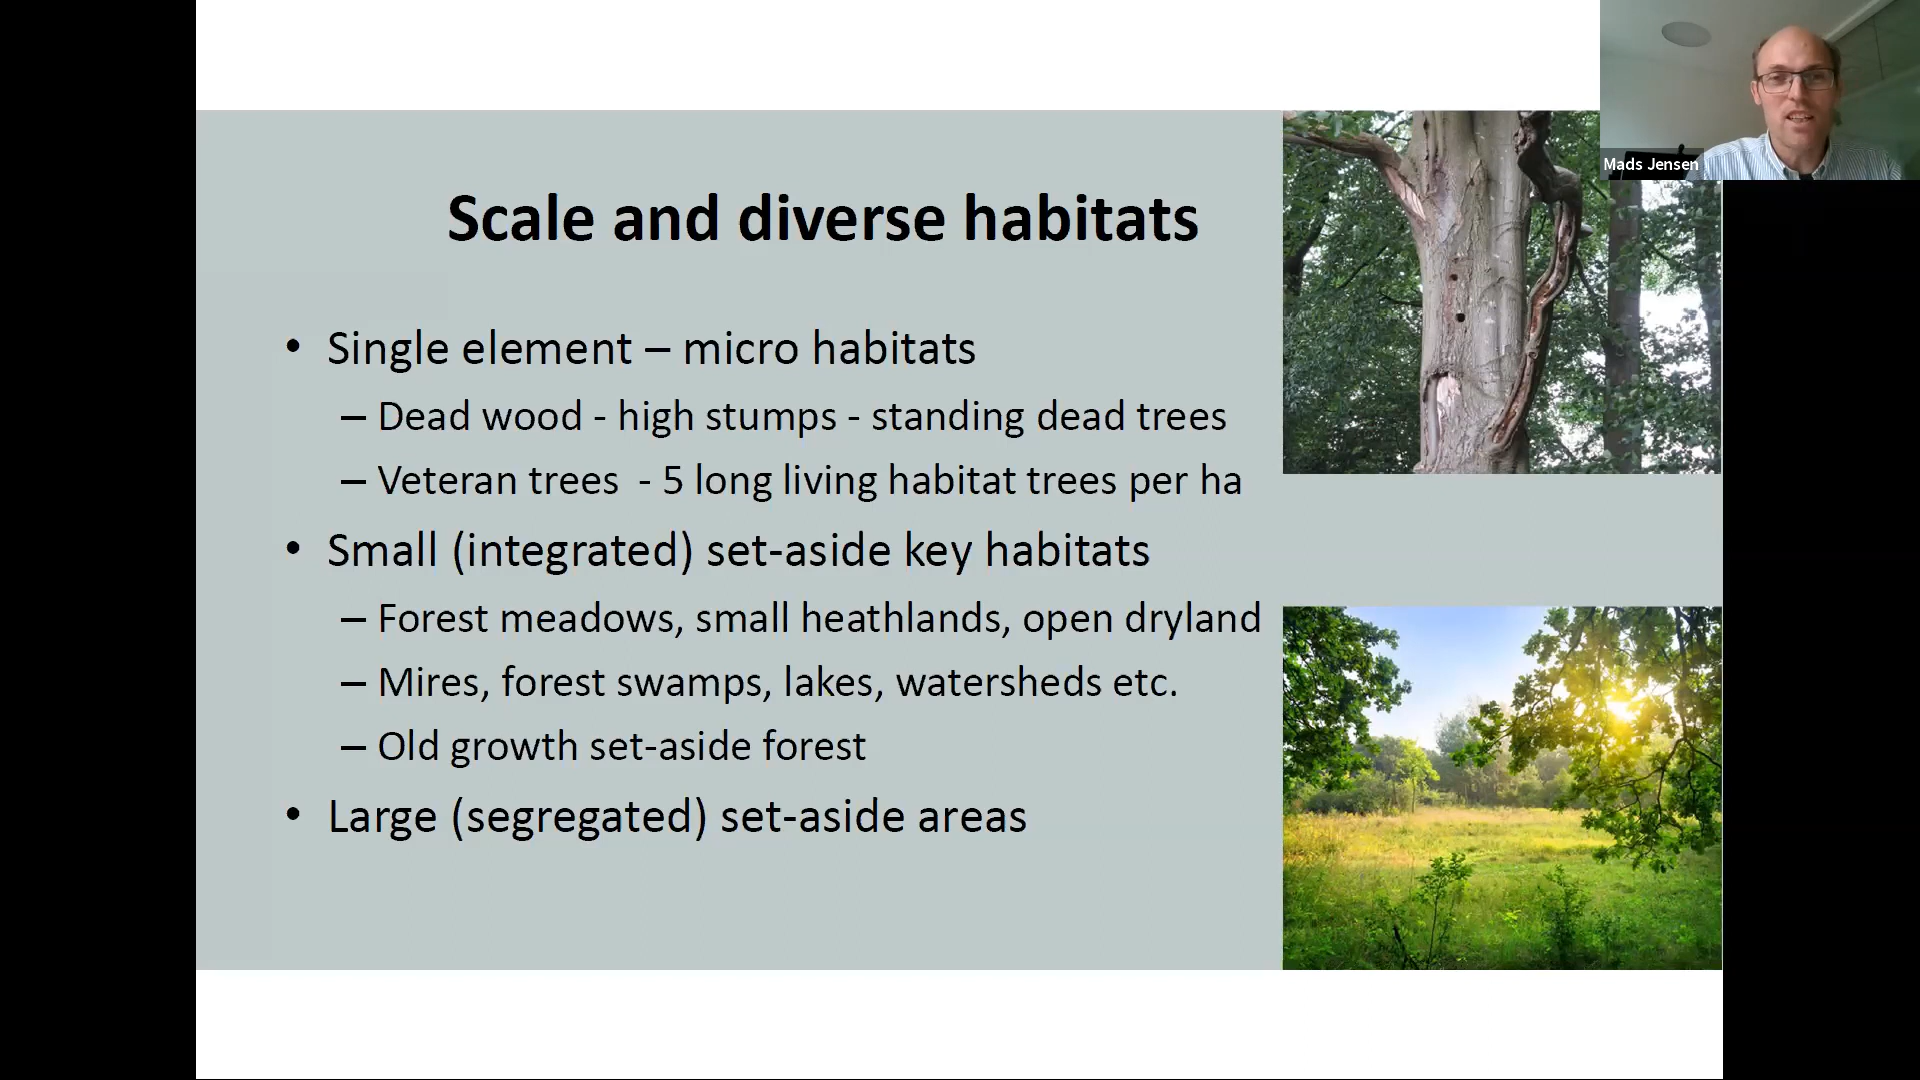 Mads Jensen
Scale and diverse habitats
• Single element – micro habitats
– Dead wood - high stumps - standing dead trees
– Veteran trees  - 5 long living habitat trees per ha
• Small (integrated) set-aside key habitats
– Forest meadows, small heathlands, open dryland
– Mires, forest swamps, lakes, watersheds etc.
– Old growth set-aside forest
• Large (segregated) set-aside areas